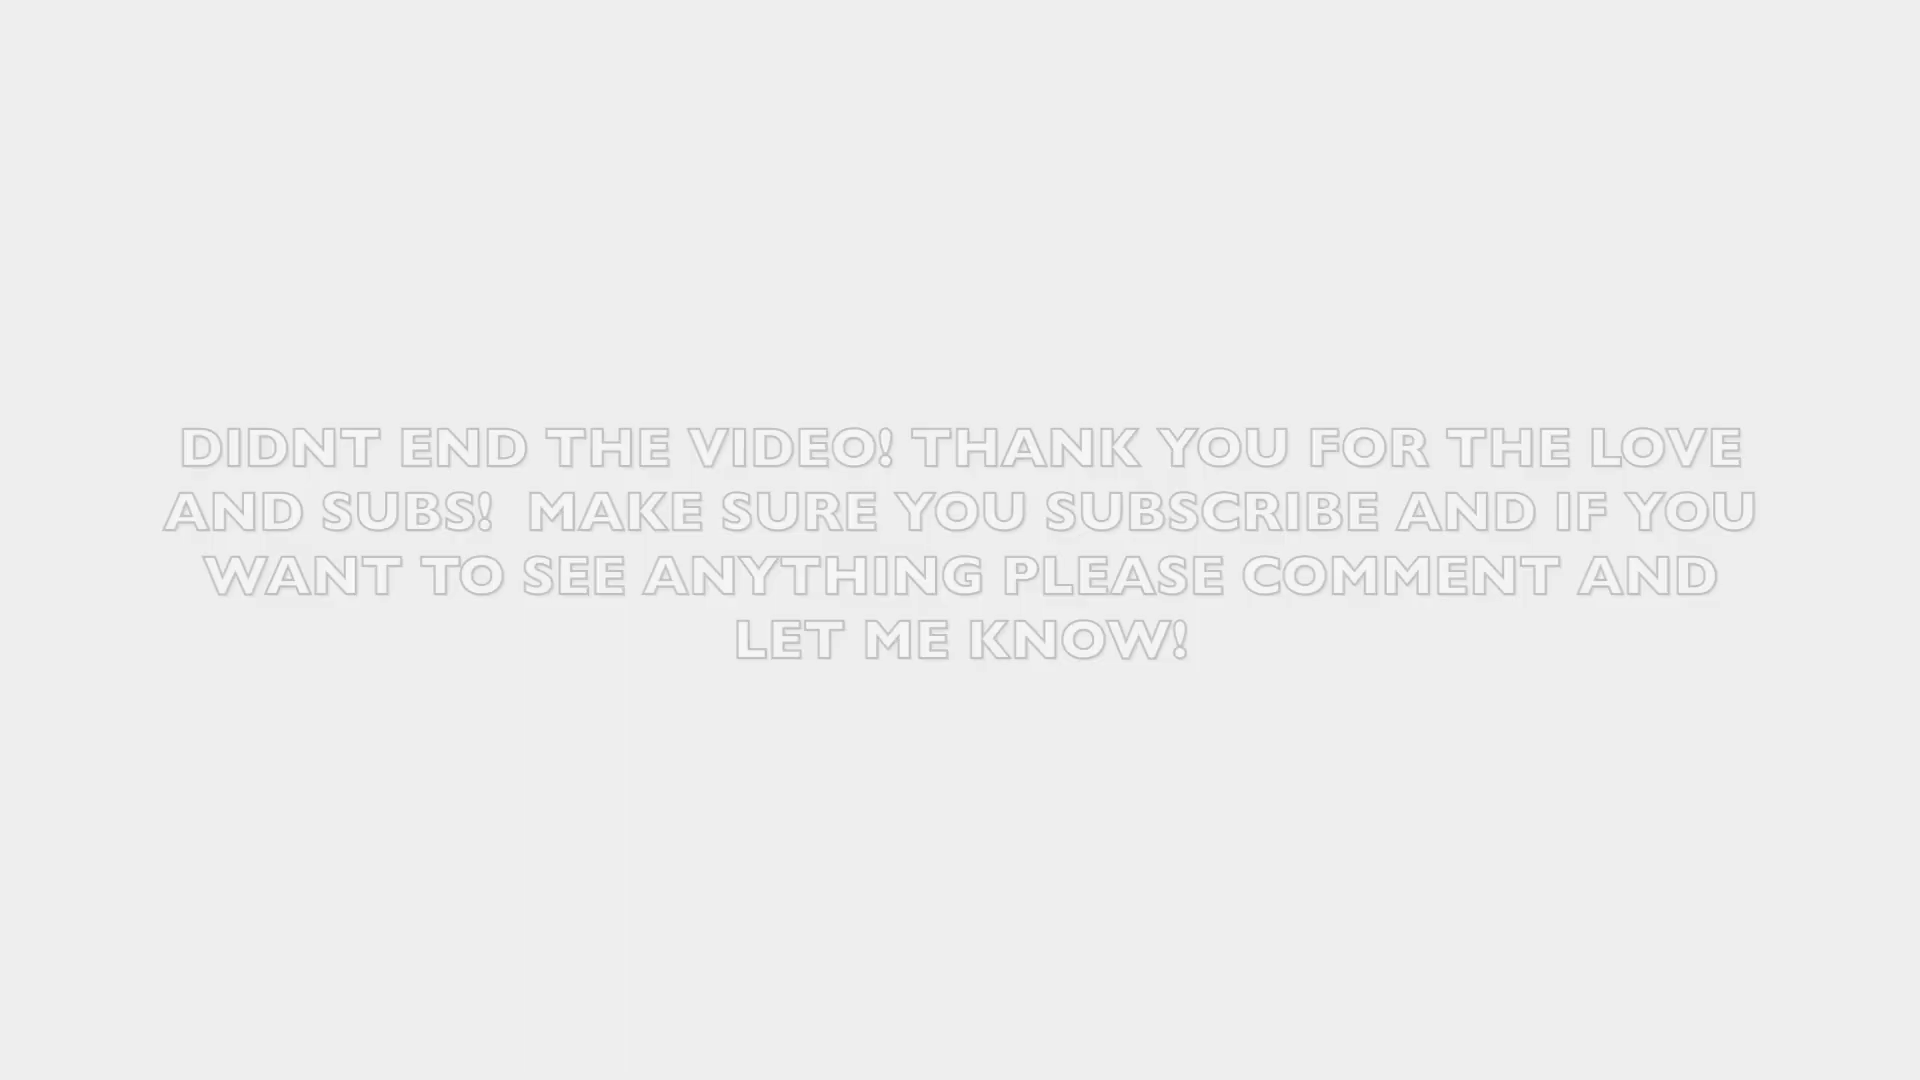 DIDNT END THE VIDEO! THANK YOU FOR THE LOVE
AND SUBS!  MAKE SURE YOU SUBSCRIBE AND IF YOU
WANT TO SEE ANYTHING PLEASE COMMENT AND
LET ME KNOW!